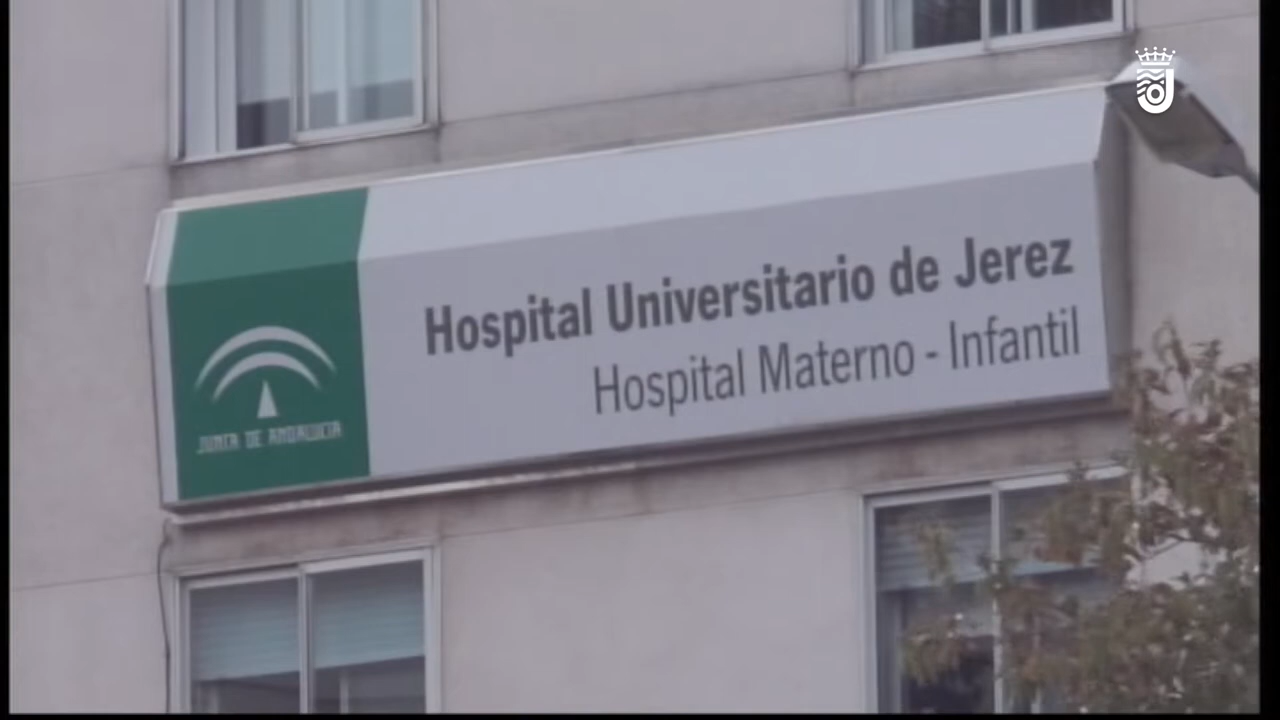 Hospital Universitario de Jerez
Hospital Materno - Infantil
JUNTA DE ANDALUCIA